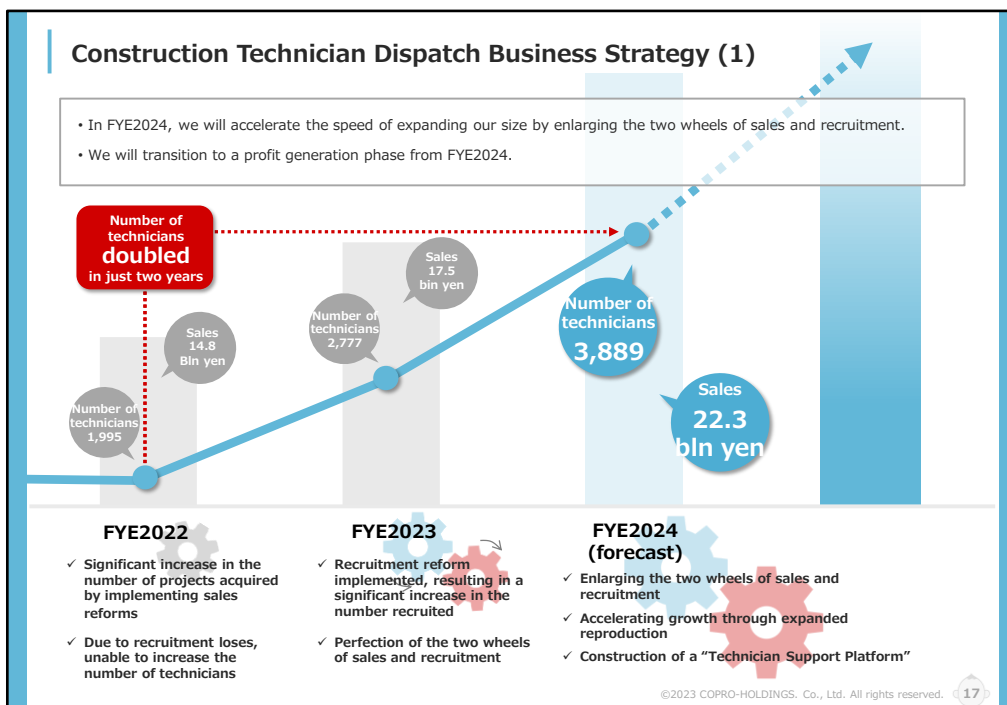 Construction Technician Dispatch Business Strategy (1)
• In FYE2024, we will accelerate the speed of expanding our size by enlarging the two wheels of sales and recruitment.
• We will transition to a profit generation phase from FYE2024.
Number of
technicians
doubled
in just two years
Sales
14.8
Bln yen
Number of
technicians
1,995
Sales
17.5
bin yen
Number of
technicians
2,777
Number of
technicians
3,889
Sales
22.3
bln yen
FYE2022
✓ Significant increase in the
number of projects acquired
by implementing sales
reforms
✓ Due to recruitment loses,
unable to increase the
number of technicians
FYE2023
✓ Recruitment reform
implemented, resulting in a
significant increase in the
number recruited
✓ Perfection of the two wheels
of sales and recruitment
FYE2024
(forecast)
✓ Enlarging the two wheels of sales and
recruitment
✓ Accelerating growth through expanded
reproduction
✓ Construction of a “Technician Support Platform”
©2023 COPRO-HOLDINGS. Co., Ltd. All rights reserved.
17